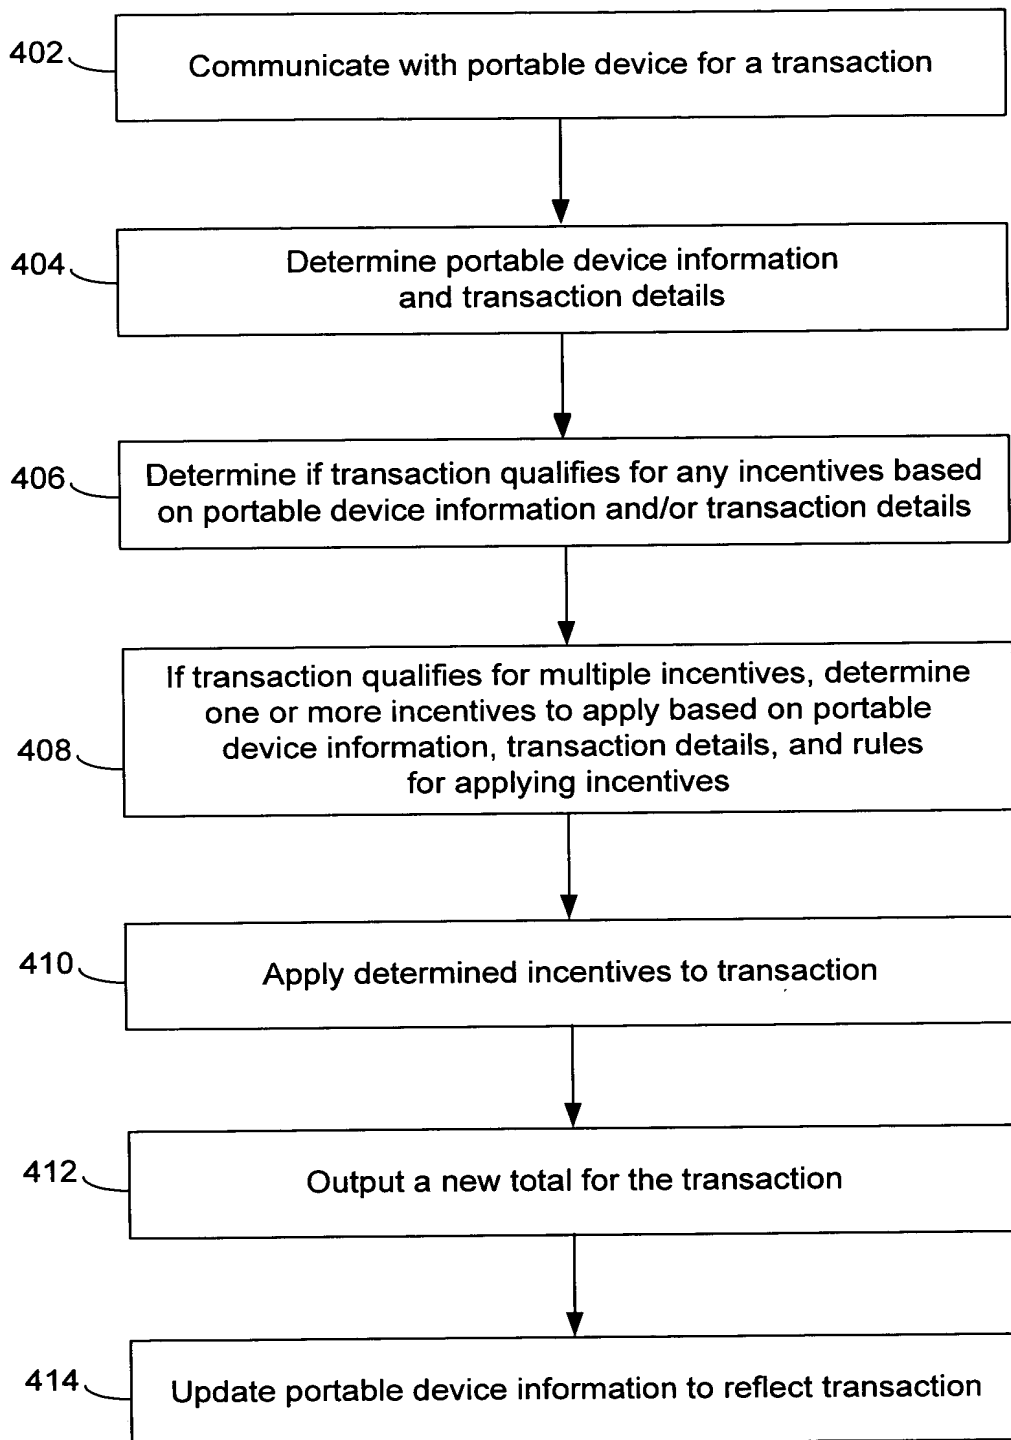 402
Communicate with portable device for a transaction
404
Determine portable device information
and transaction details
406
Determine if transaction qualifies for any incentives based
on portable device information and/or transaction details
408
If transaction qualifies for multiple incentives, determine
one or more incentives to apply based on portable
device information, transaction details, and rules
for applying incentives
410
Apply determined incentives to transaction
412
Output a new total for the transaction
414
Update portable device information to reflect transaction